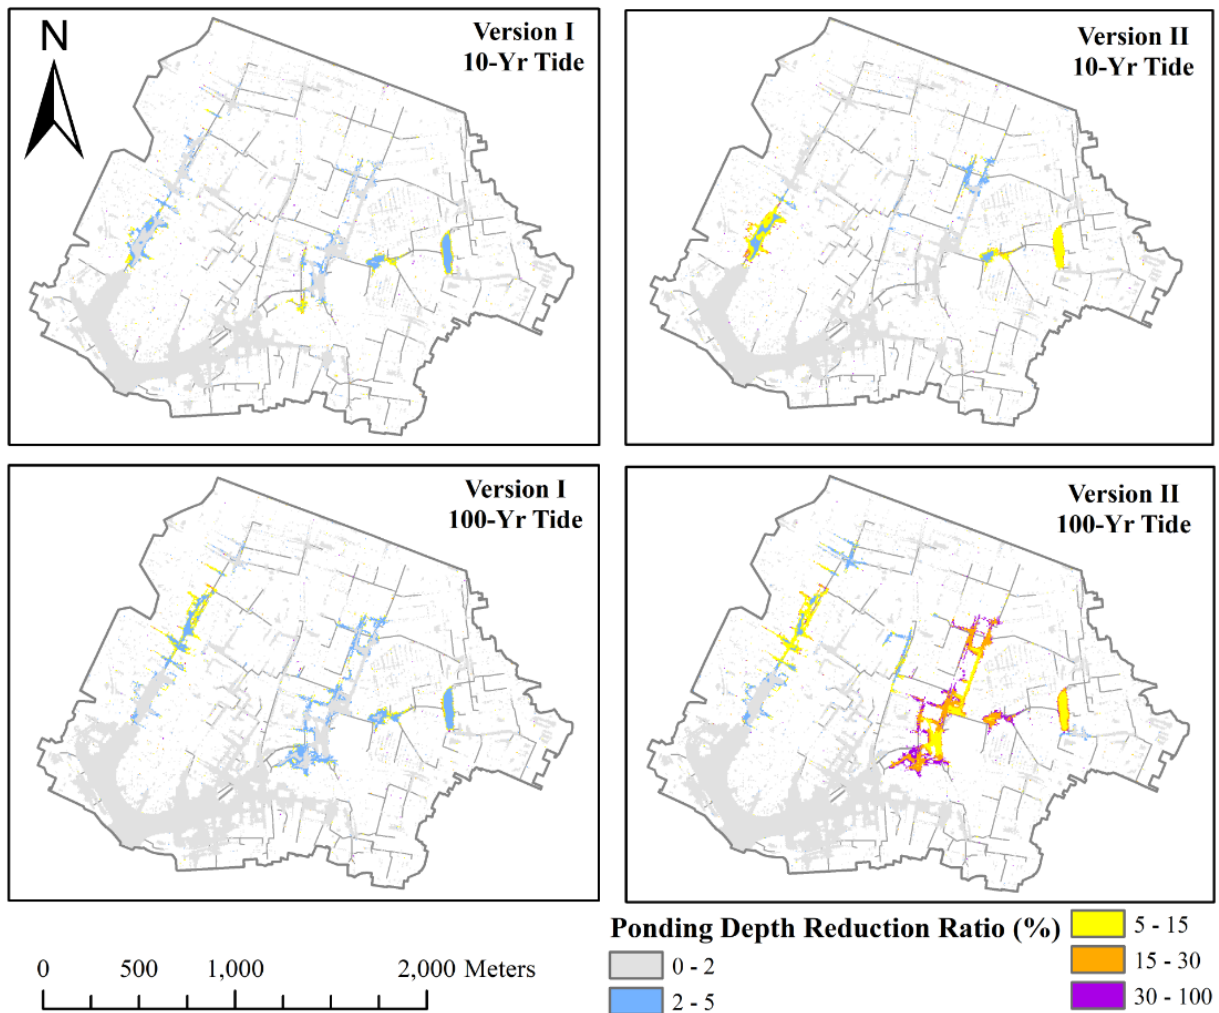 N
Version I
10-Yr Tide
Version II
10-Yr Tide
Version I
100-Yr Tide
Version II
100-Yr Tide
0 500 1,000 2,000 Meters
Ponding Depth Reduction Ratio (%)
0 - 2
2 - 5
5 - 15
15 - 30
30 - 100